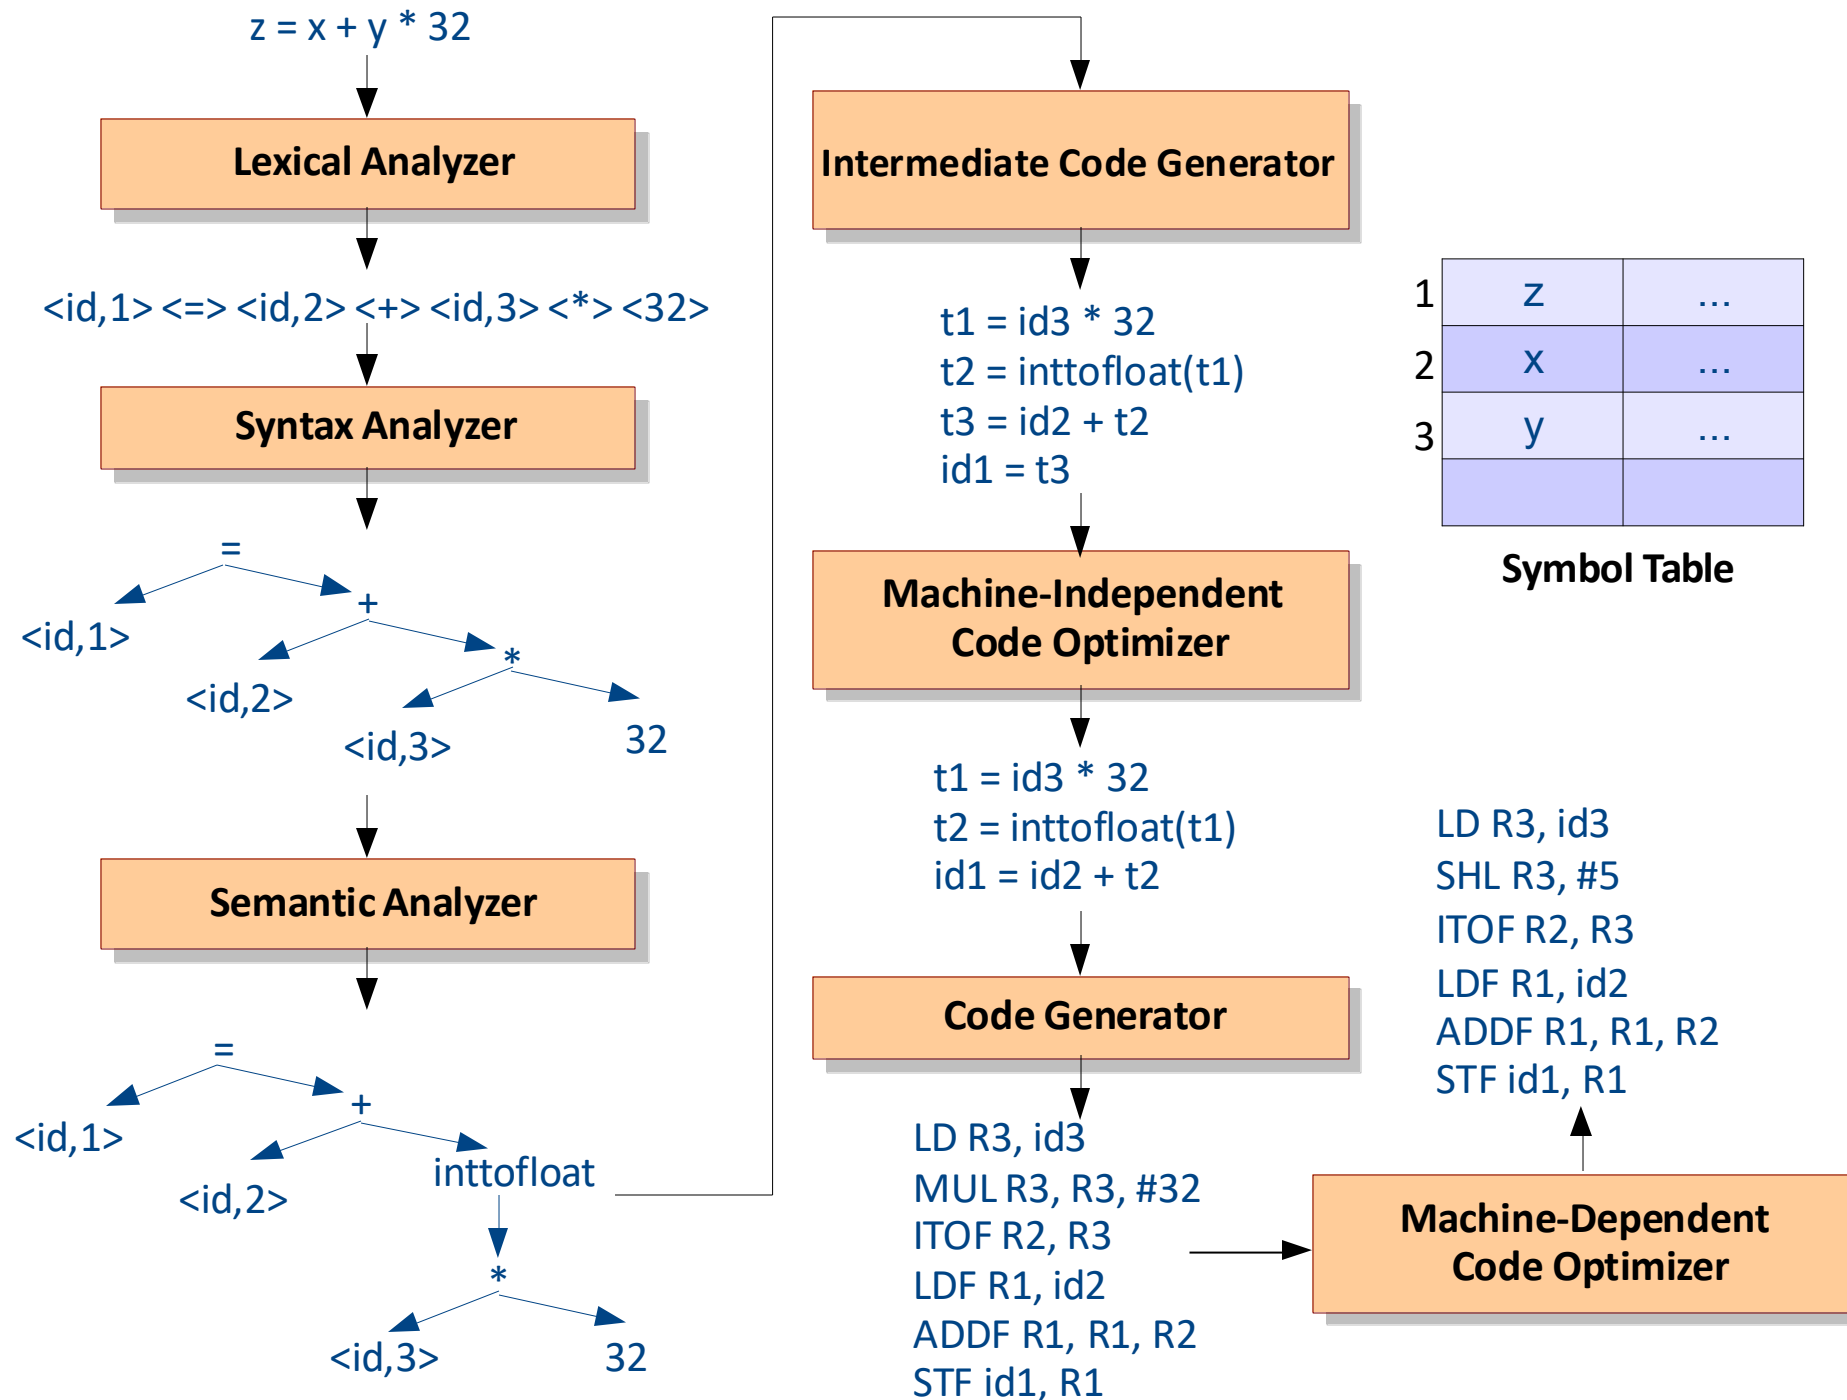 z = x + y * 32
Lexical Analyzer
<id,1> <=> <id,2> <+> <id,3> <*> <32>
Syntax Analyzer
=
<id,1>
+
<id,2>
*
<id,3>
32
Semantic Analyzer
=
<id,1>
+
<id,2>
inttofloat
*
<id,3>
32
Intermediate Code Generator
t1 = id3 * 32
t2 = inttofloat(t1)
t3 = id2 + t2
id1 = t3
Machine-Independent
Code Optimizer
t1 = id3 * 32
t2 = inttofloat(t1)
id1 = id2 + t2
Code Generator
LD R3, id3
MUL R3, R3, #32
ITOF R2, R3
LDF R1, id2
ADDF R1, R1, R2
STF id1, R1
Machine-Dependent
Code Optimizer
LD R3, id3
SHL R3, #5
ITOF R2, R3
LDF R1, id2
ADDF R1, R1, R2
STF id1, R1
1 z ...
2 x ...
3 y ...
Symbol Table